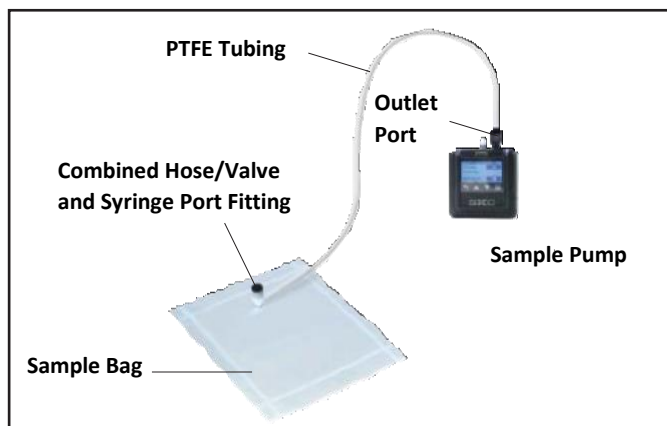 PTFE Tubing
Outlet
Port
Combined Hose/Valve
and Syringe Port Fitting
Sample Pump
Sample Bag